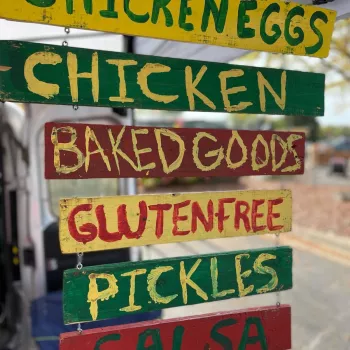 CHICKEN EGGS
CHICKEN
BAKED GOODS
GLUTEN FREE
PICKLES
SALSA